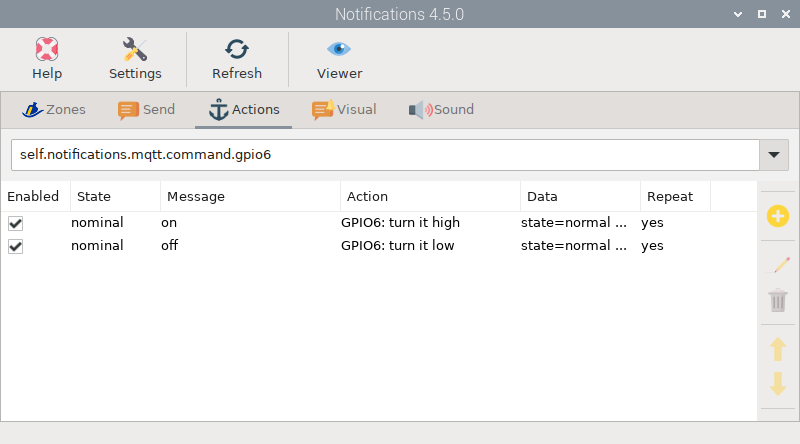 Notifications 4.5.0
Help Settings Refresh Viewer
Zones Send Actions Visual Sound
self.notifications.mqtt.command.gpio6
Enabled State Message Action Data Repeat
nominal on GPIO6: turn it high state=normal ... yes
nominal off GPIO6: turn it low state=normal ... yes